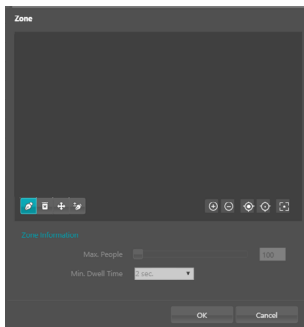 Zone
Zone Information
Max. People 100
Min. Dwell Time 2 sec.
OK Cancel